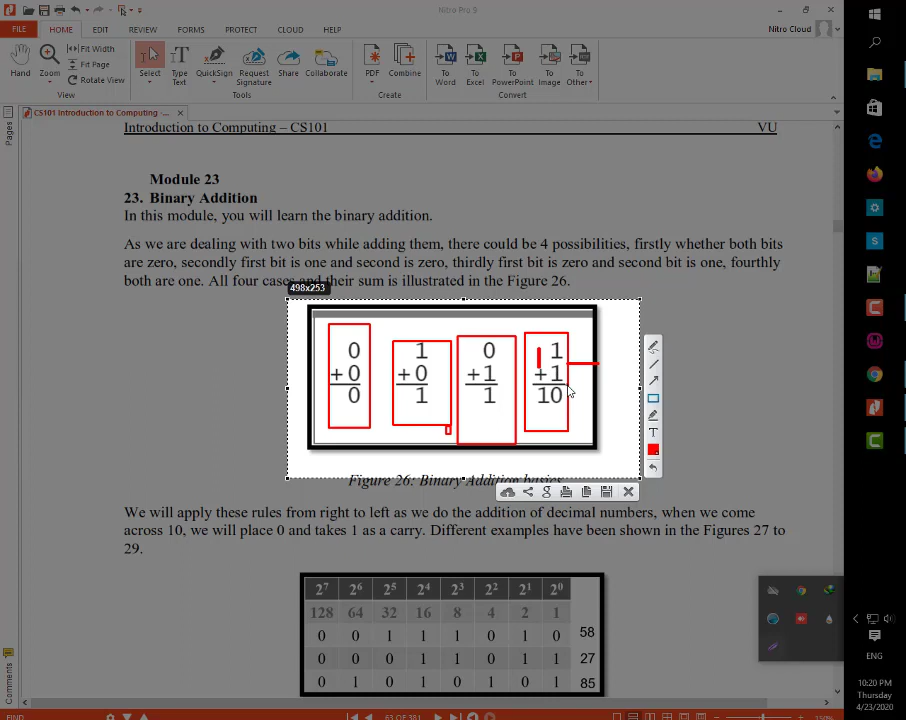 Nitro Pro 9
FILE HOME EDIT REVIEW FORMS PROTECT CLOUD HELP Nitro Cloud
Hand Zoom Fit Width Fit Page Rotate View Select Type Text QuickSign Request Signature Share Collaborate PDF Combine To Word To Excel To PowerPoint To Image To Other
View Tools Create Convert
CS101 Introduction to Computing -...
Pages
Introduction to Computing – CS101 VU
Module 23
23. Binary Addition
In this module, you will learn the binary addition.
As we are dealing with two bits while adding them, there could be 4 possibilities, firstly whether both bits
are zero, secondly first bit is one and second is zero, thirdly first bit is zero and second bit is one, fourthly
both are one. All four cases and their sum is illustrated in the Figure 26.
498x253
0 1 0 1
+0 +0 +1 +1
0 1 1 10
T
Figure 26: Binary Addition basics
We will apply these rules from right to left as we do the addition of decimal numbers, when we come
across 10, we will place 0 and takes 1 as a carry. Different examples have been shown in the Figures 27 to
29.
2⁷ 2⁶ 2⁵ 2⁴ 2³ 2² 2¹ 2⁰
128 64 32 16 8 4 2 1
0 0 1 1 1 0 1 0 58
0 0 0 1 1 0 1 1 27
0 1 0 1 0 1 0 1 85
Comments
FIND 63 OF 381 150%
ENG
10:20 PM
Thursday
4/23/2020